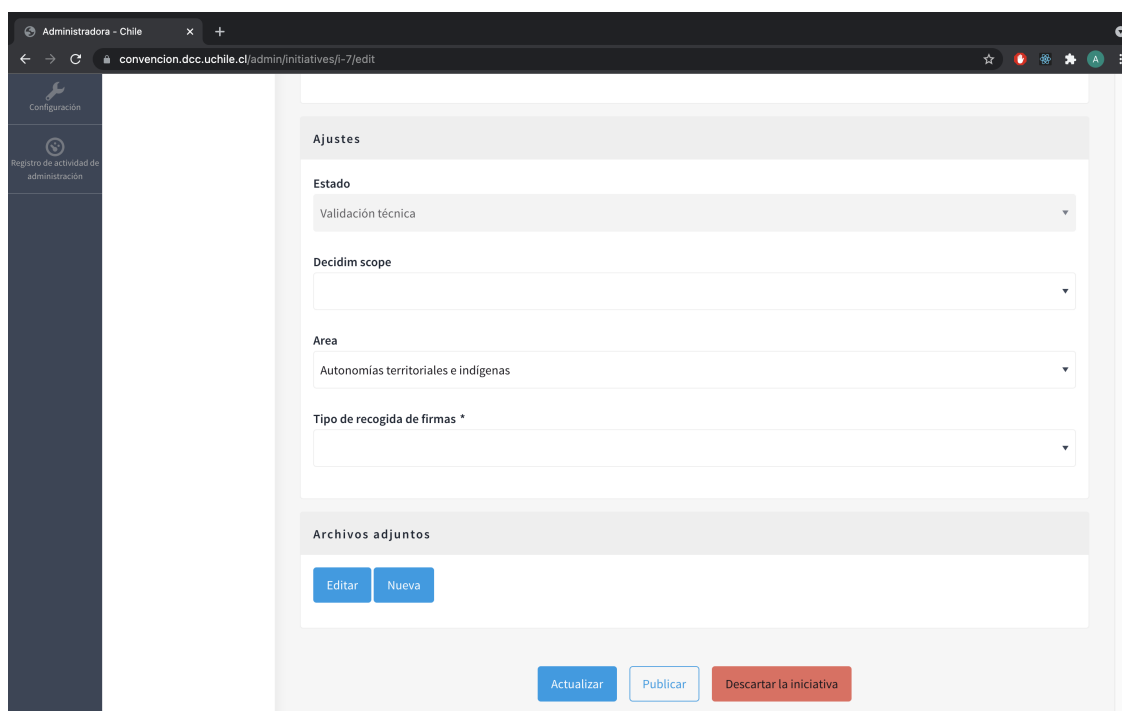 Administradora - Chile
convencion.dcc.uchile.cl/admin/initiatives/i-7/edit
A
Configuración
Registro de actividad de
administración
Ajustes
Estado
Validación técnica
Decidim scope
Area
Autonomías territoriales e indígenas
Tipo de recogida de firmas *
Archivos adjuntos
Editar Nueva
Actualizar Publicar Descartar la iniciativa